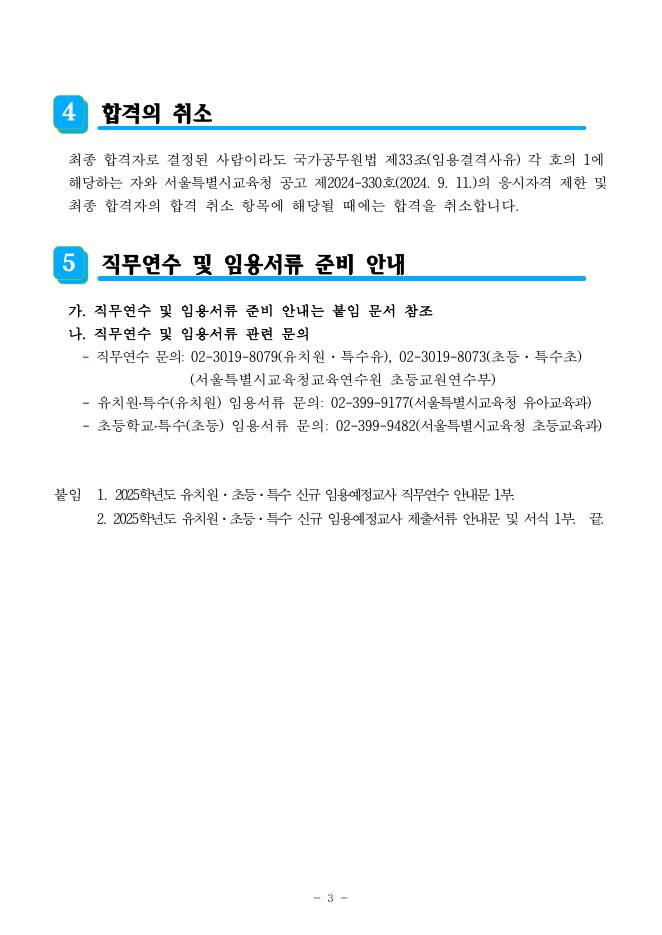 4 합격의 취소
최종 합격자로 결정된 사람이라도 국가공무원법 제33조(임용결격사유) 각 호의 1에
해당하는 자와 서울특별시교육청 공고 제2024-330호(2024. 9. 11.)의 응시자격 제한 및
최종 합격자의 합격 취소 항목에 해당될 때에는 합격을 취소합니다.
5 직무연수 및 임용서류 준비 안내
가. 직무연수 및 임용서류 준비 안내는 붙임 문서 참조
나. 직무연수 및 임용서류 관련 문의
- 직무연수 문의: 02-3019-8079(유치원·특수유), 02-3019-8073(초등·특수초)
(서울특별시교육청교육연수원 초등교원연수부)
- 유치원·특수(유치원) 임용서류 문의: 02-399-9177(서울특별시교육청 유아교육과)
- 초등학교·특수(초등) 임용서류 문의: 02-399-9482(서울특별시교육청 초등교육과)
붙임 1. 2025학년도 유치원·초등·특수 신규 임용예정교사 직무연수 안내문 1부.
2. 2025학년도 유치원·초등·특수 신규 임용예정교사 제출서류 안내문 및 서식 1부. 끝.
- 3 -